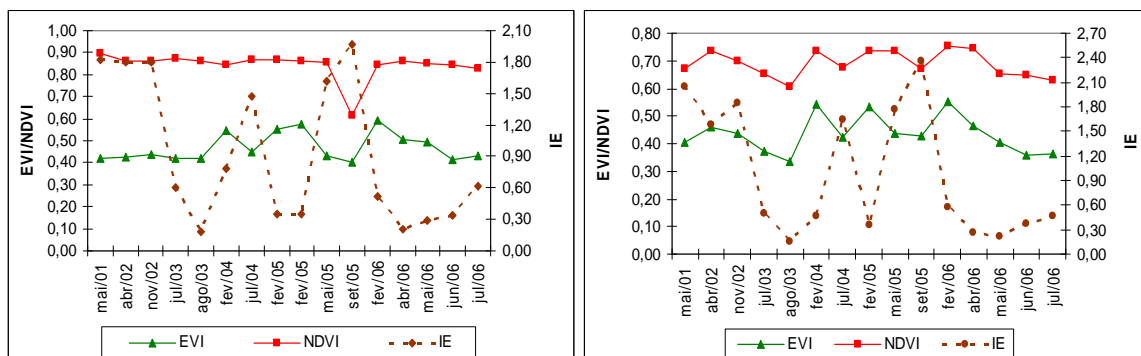 EVI/NDVI
1,00
0,90
0,80
0,70
0,60
0,50
0,40
0,30
0,20
0,10
0,00
2,10
1,80
1,50
1,20
0,90
0,60
0,30
0,00
IE
mai/01
abr/02
nov/02
jul/03
ago/03
fev/04
jul/04
fev/05
fev/05
mai/05
set/05
fev/06
abr/06
mai/06
jun/06
jul/06
EVI NDVI IE
EVI/NDVI
0,80
0,70
0,60
0,50
0,40
0,30
0,20
0,10
0,00
2,70
2,40
2,10
1,80
1,50
1,20
0,90
0,60
0,30
0,00
IE
mai/01
abr/02
nov/02
jul/03
ago/03
fev/04
jul/04
fev/05
mai/05
set/05
fev/06
abr/06
mai/06
jun/06
jul/06
EVI NDVI IE